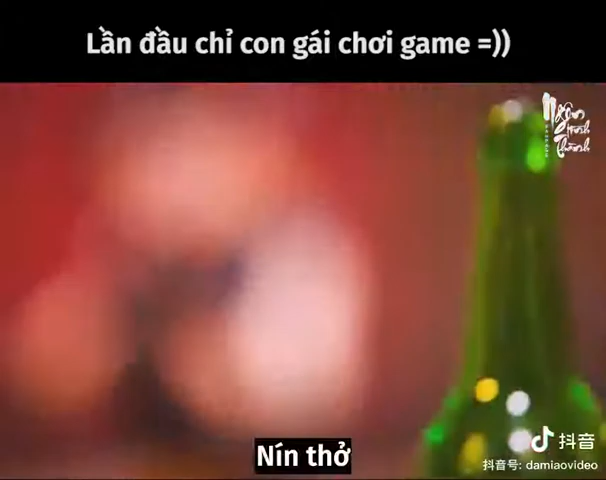 Lần đầu chỉ con gái chơi game =))
Nín thở
抖音
抖音号: damiaovideo